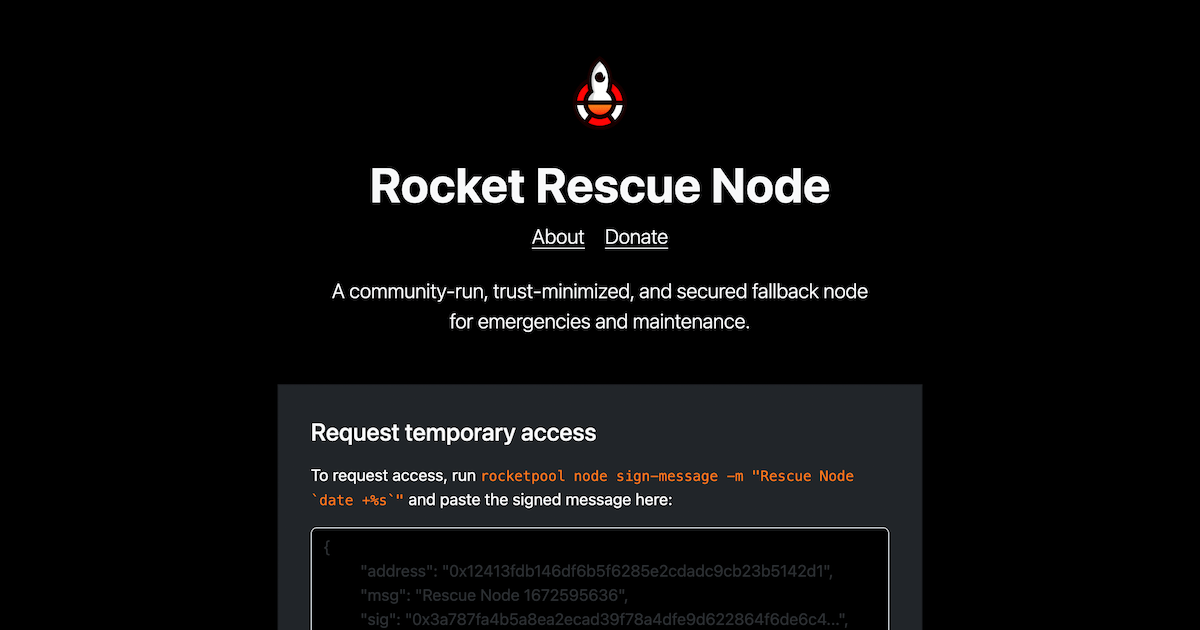 Rocket Rescue Node
About Donate
A community-run, trust-minimized, and secured fallback node
for emergencies and maintenance.
Request temporary access
To request access, run rocketpool node sign-message -m "Rescue Node
`date +%s`" and paste the signed message here:
{
"address": "0x12413fdb146df6b5f6285e2cdadc9cb23b5142d1",
"msg": "Rescue Node 1672595636",
"sig": "0x3a787fa4b5a8ea2ecad39f78a4dfe9d622864f6de6c4...",